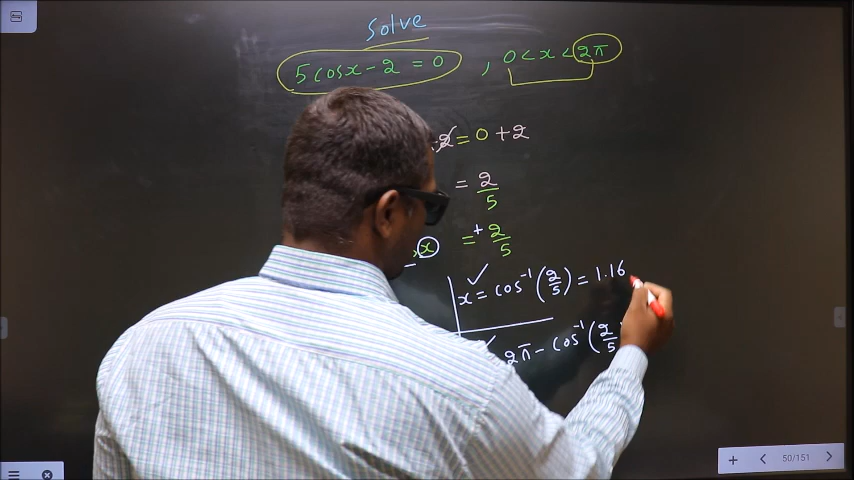 Solve
5cosx - 2 = 0 , 0 < x < 2π
2 = 0 + 2
= 2/5
x = + 2/5
x = cos⁻¹(2/5) = 1.16
2π - cos⁻¹(2/5
50/151